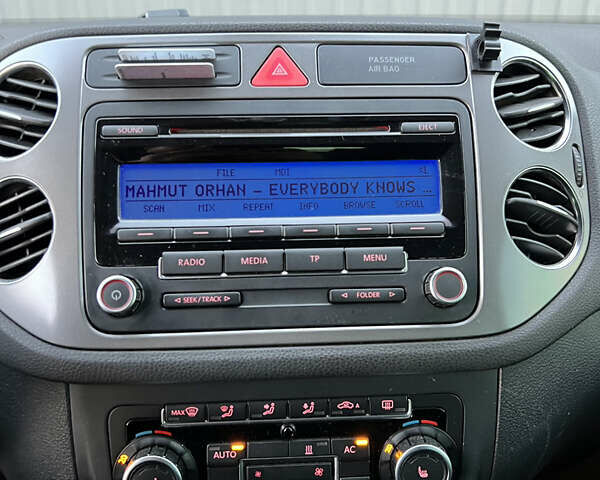 PASSENGER
AIR BAG
SOUND
EJECT
FILE MDI
MAHMUT ORHAN – EVERYBODY KNOWS ...
SCAN MIX REPEAT INFO BROWSE SCROLL
RADIO MEDIA TP MENU
SEEK/TRACK FOLDER
MAX A
AUTO AC